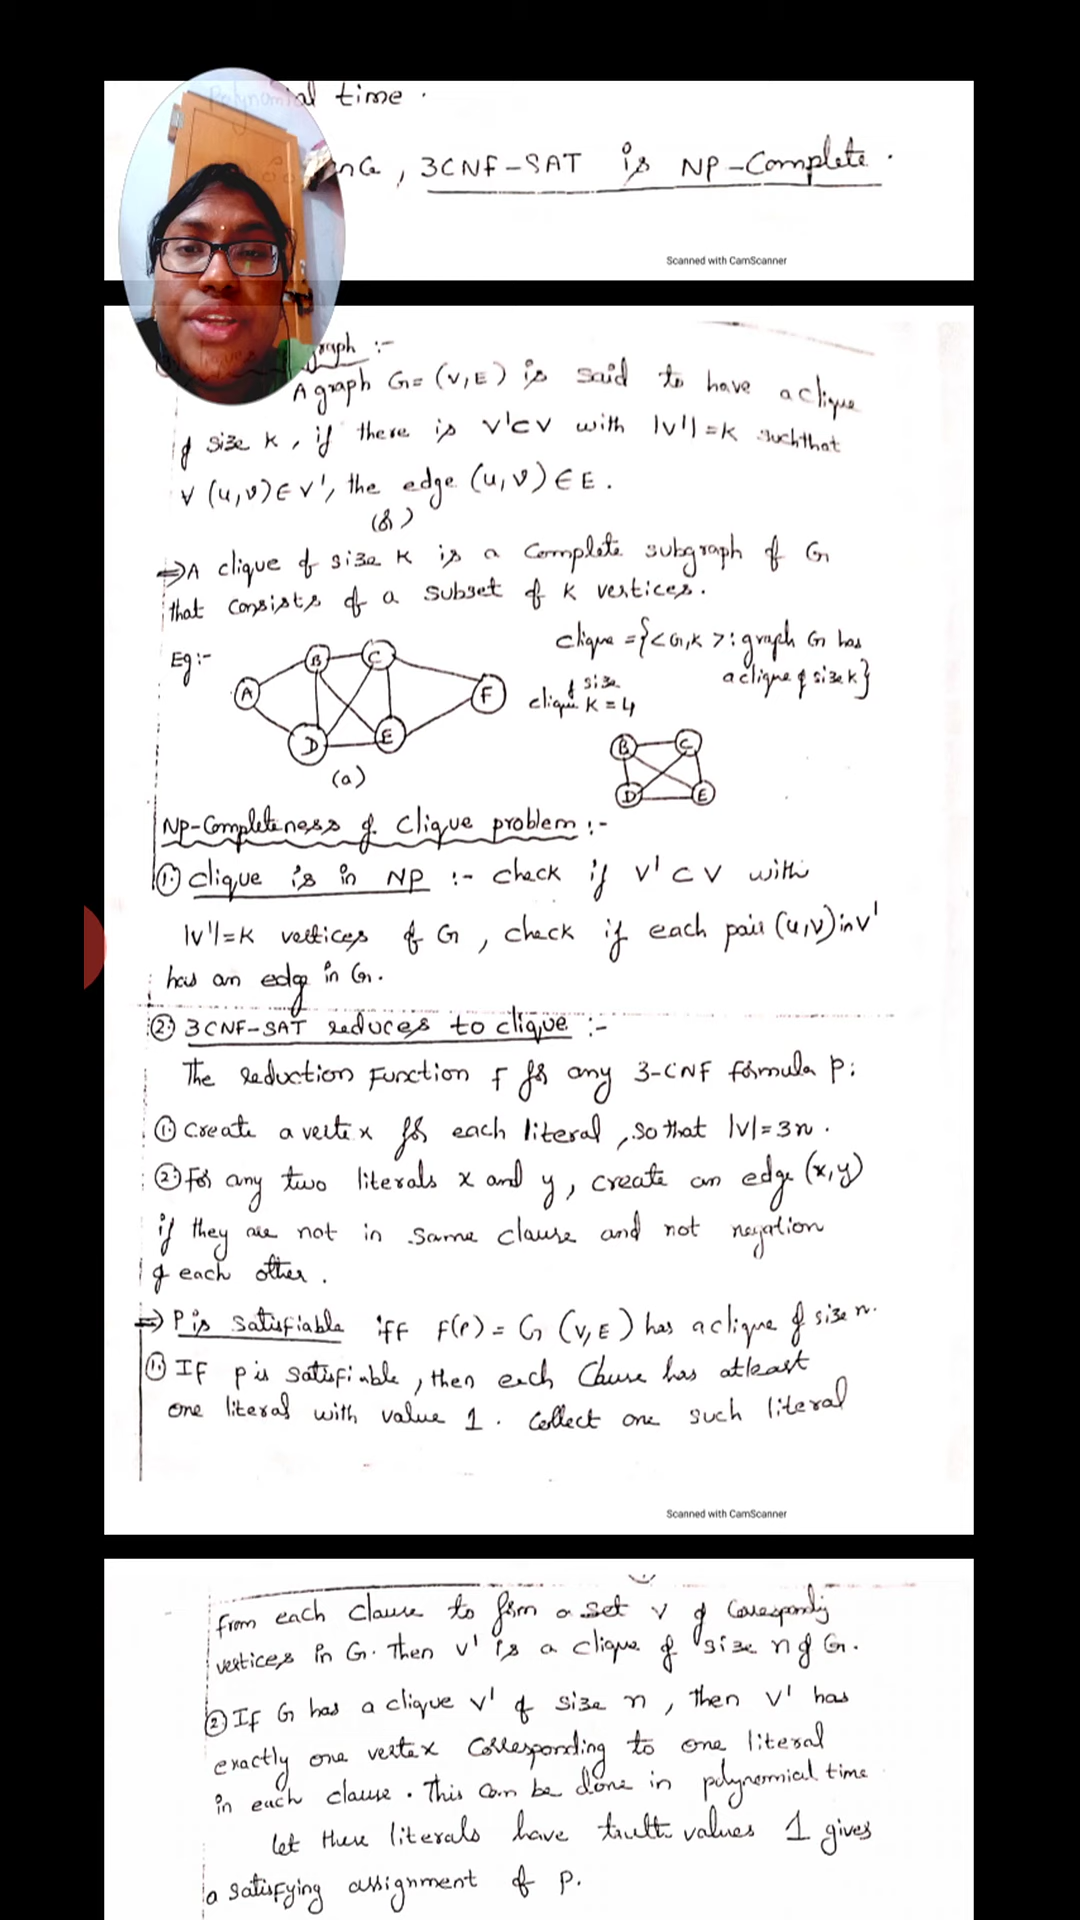 Polynomial time .
, 3CNF-SAT is NP-Complete .
Scanned with CamScanner
graph :-
A graph G= (V,E) is said to have a clique
of size k, if there is V'⊂V with |V'|=K such that
∀ (u,v)∈V', the edge (u,v)∈E.
(or)
⇒A clique of size K is a Complete subgraph of G
that consists of a subset of K vertices.
Eg:-
clique ={<G,K>: graph G has
a clique of size k}
clique of size K=4
A B C D E F
B C D E
(a)
NP-Completeness of Clique problem :-
① clique is in NP :- check if V'⊂V with
|V'|=K vertices of G, check if each pair (u,v) in V'
has an edge in G.
② 3CNF-SAT reduces to clique :-
The reduction Function F for any 3-CNF formula P:
① Create a vertex for each literal, so that |V|=3n.
② For any two literals x and y, create an edge (x,y)
if they are not in same clause and not negation
of each other.
⇒ P is satisfiable iff F(P) = G (V,E) has a clique of size n.
① IF P is satisfiable, then each Clause has atleast
one literal with value 1. Collect one such literal
Scanned with CamScanner
from each clause to form a set V of Correspondig
vertices in G. Then V' is a clique of size n of G.
② If G has a clique V' of size n, then V' has
exactly one vertex Corresponding to one literal
in each clause. This can be done in polynomial time
let these literals have truth values 1 gives
a satisfying assignment of P.